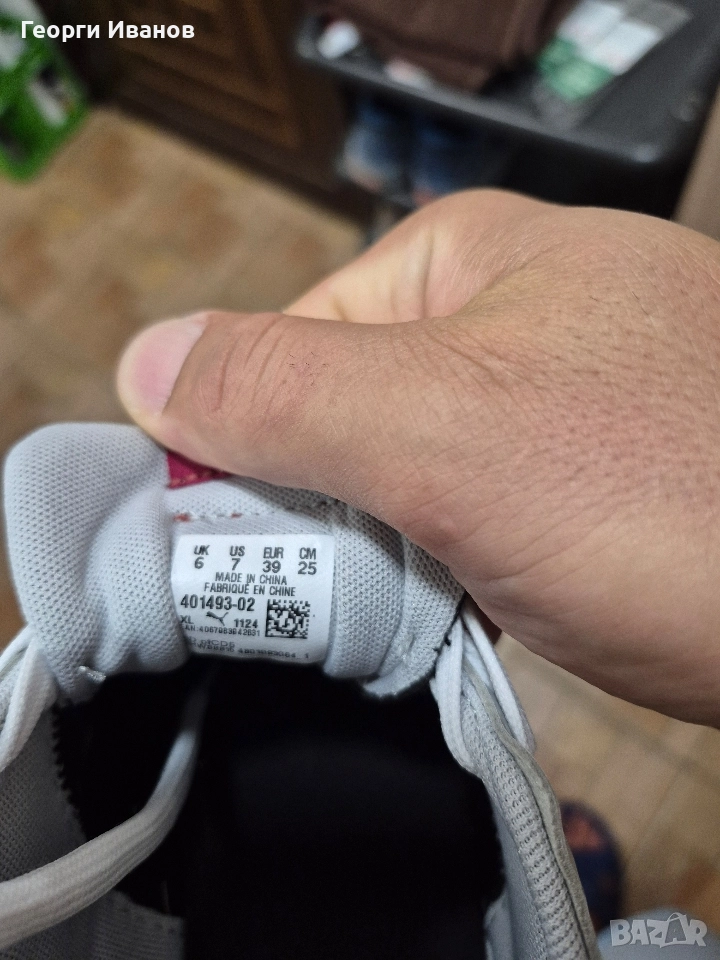 Георги Иванов
UK US EUR CM
6 7 39 25
MADE IN CHINA
FABRIQUÉ EN CHINE
401493-02
XL 1124
BAZAR